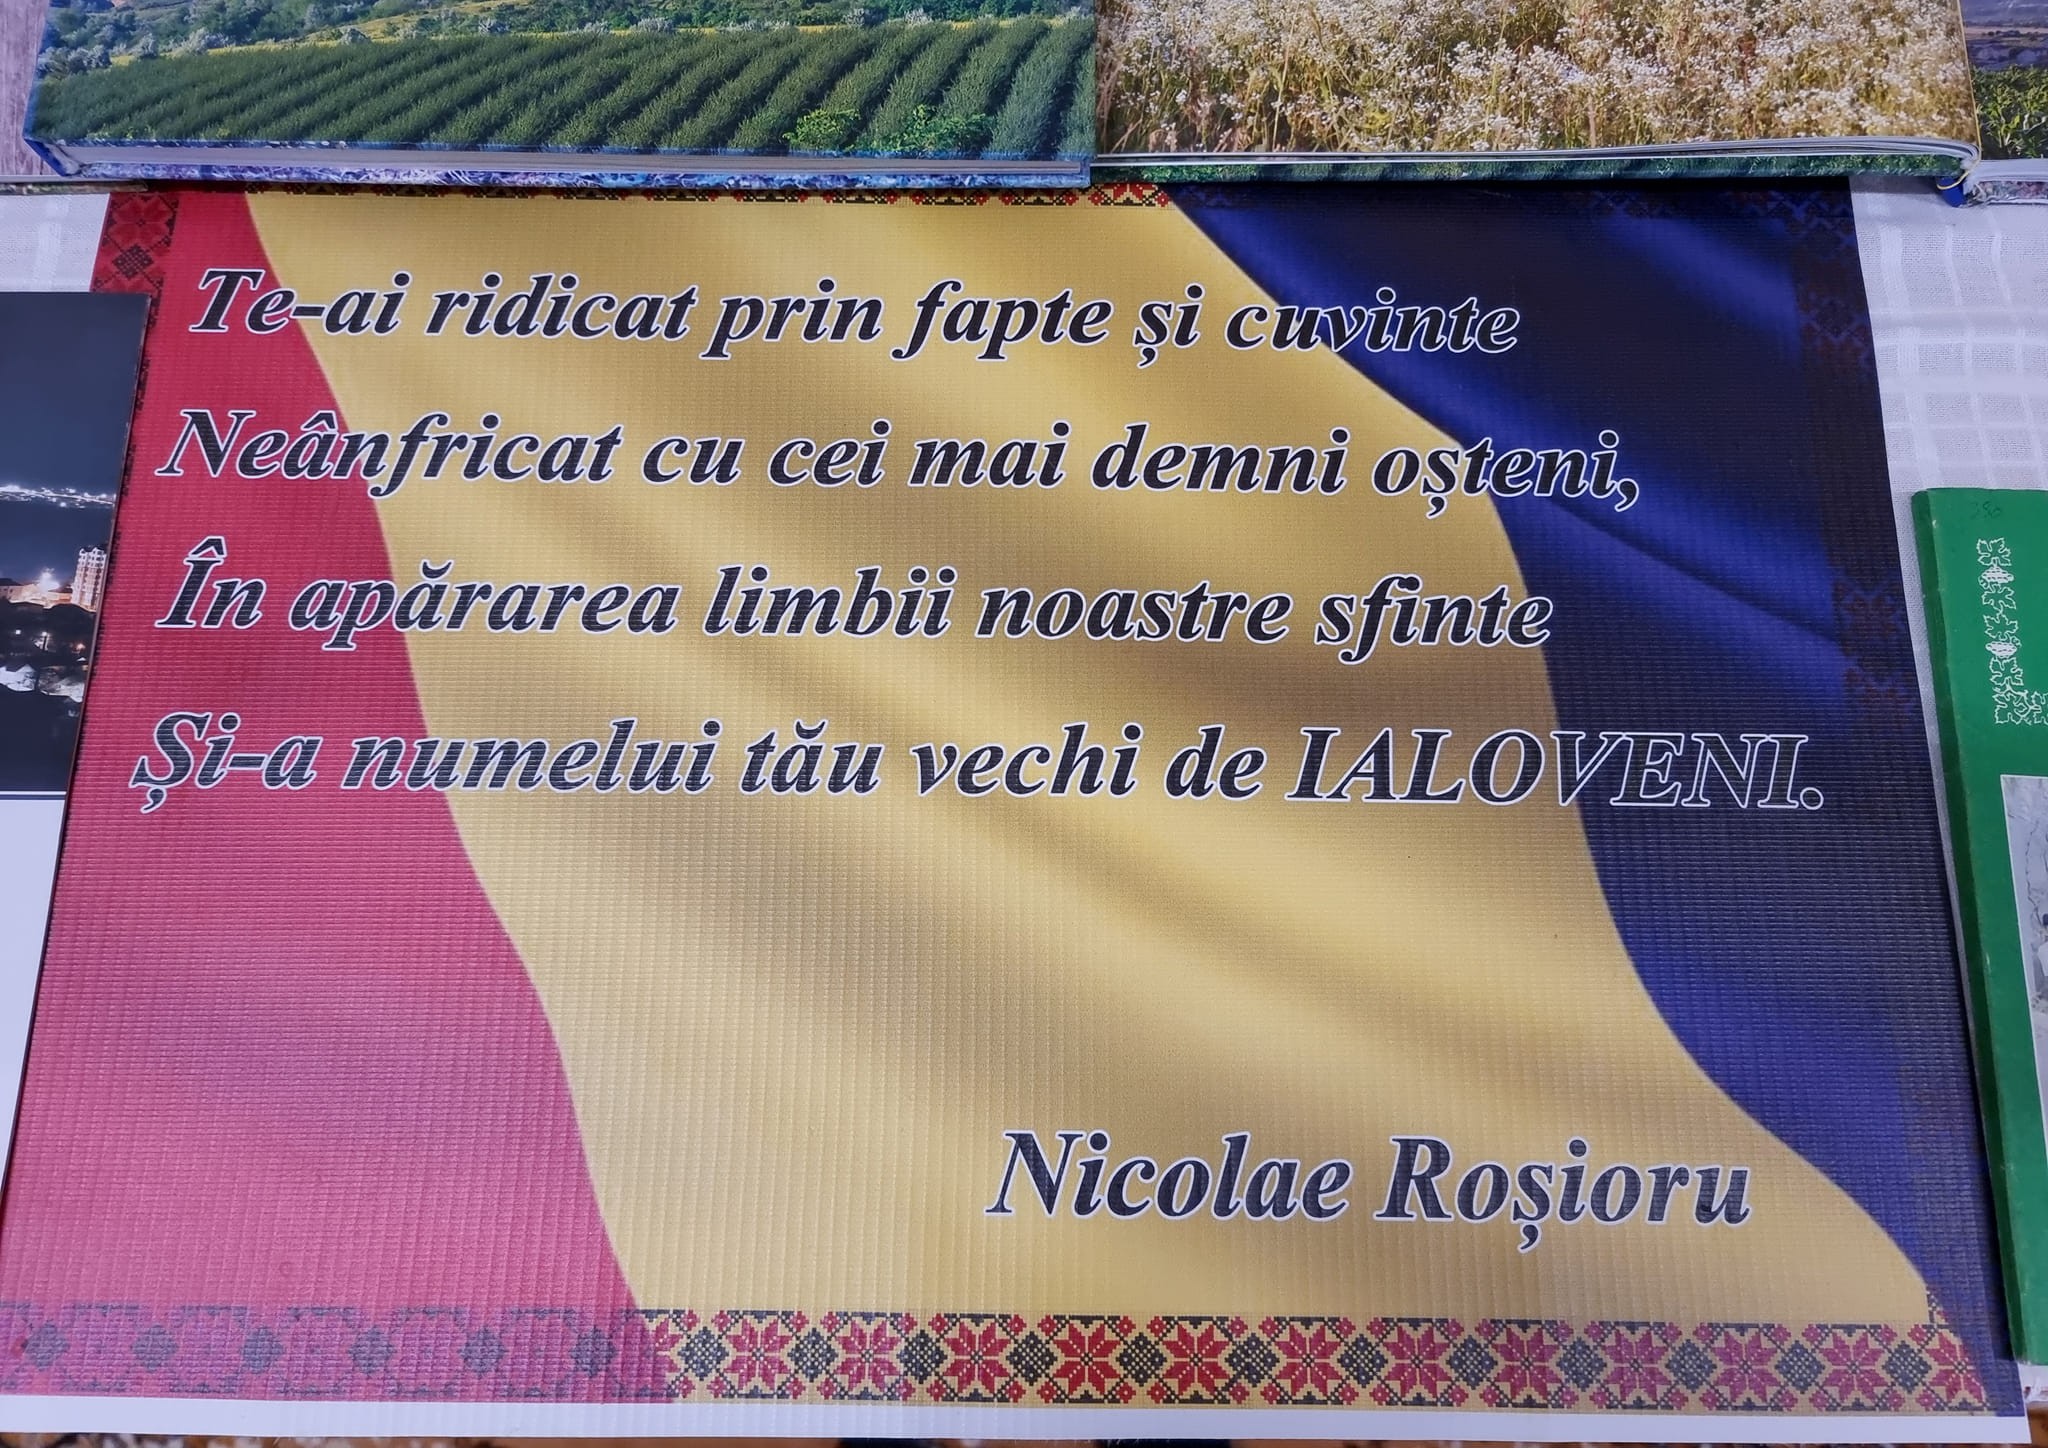 Te-ai ridicat prin fapte și cuvinte
Neânfricat cu cei mai demni oșteni,
În apărarea limbii noastre sfinte
Și-a numelui tău vechi de IALOVENI.
Nicolae Roșioru